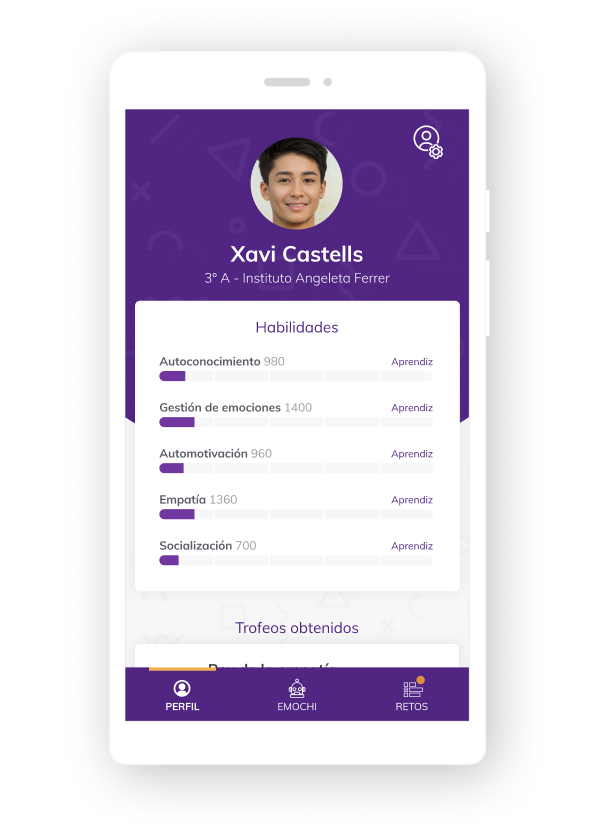 Xavi Castells
3º A - Instituto Angeleta Ferrer
Habilidades
Autoconocimiento 980 Aprendiz
Gestión de emociones 1400 Aprendiz
Automotivación 960 Aprendiz
Empatía 1360 Aprendiz
Socialización 700 Aprendiz
Trofeos obtenidos
PERFIL EMOCHI RETOS